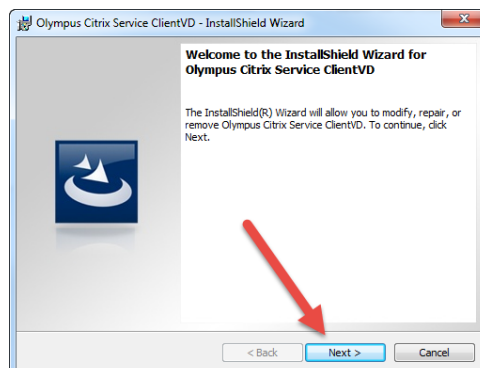 Olympus Citrix Service ClientVD - InstallShield Wizard
Welcome to the InstallShield Wizard for
Olympus Citrix Service ClientVD
The InstallShield(R) Wizard will allow you to modify, repair, or
remove Olympus Citrix Service ClientVD. To continue, click
Next.
< Back Next > Cancel